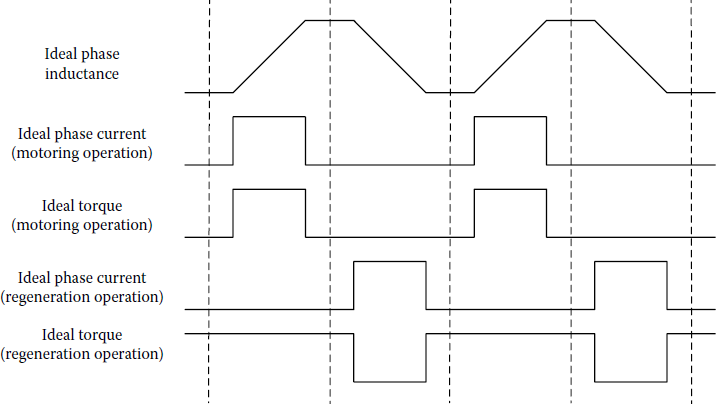 Ideal phase
inductance
Ideal phase current
(motoring operation)
Ideal torque
(motoring operation)
Ideal phase current
(regeneration operation)
Ideal torque
(regeneration operation)